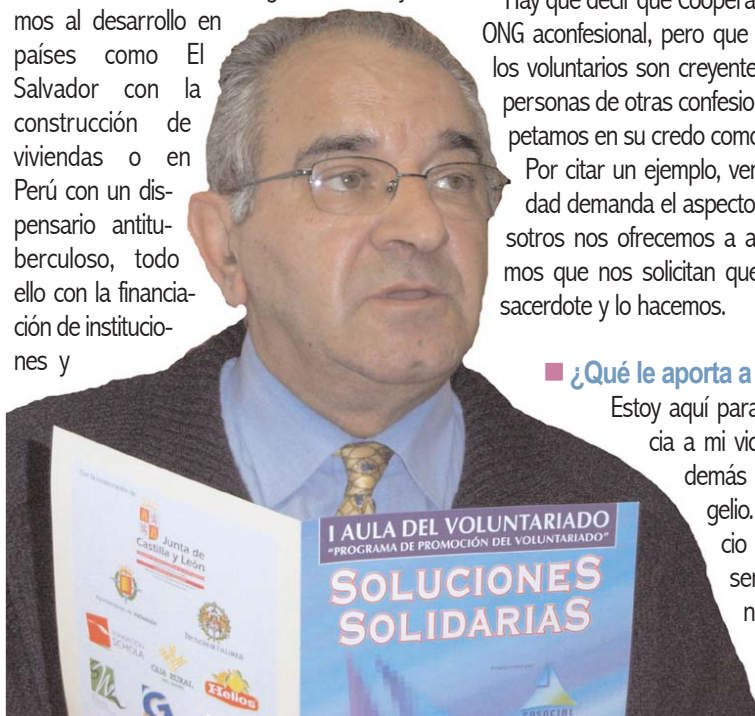 mos al desarrollo en
países como El
Salvador con la
construcción de
viviendas o en
Perú con un dis-
pensario antitu-
berculoso, todo
ello con la financia-
ción de institucio-
nes y
Hay que decir que Coopera
ONG aconfesional, pero que
los voluntarios son creyente
personas de otras confesio
petamos en su credo como
Por citar un ejemplo, ver
dad demanda el aspecto
sotros nos ofrecemos a a
mos que nos solicitan que
sacerdote y lo hacemos.
■ ¿Qué le aporta a
Estoy aquí para
cia a mi vid
demás
gelio.
cio
ser
n
Junta de
Castilla y León
FUNDACIÓN
SCHOLA
CAJA RURAL
Helios
G
I AULA DEL VOLUNTARIADO
"PROGRAMA DE PROMOCIÓN DEL VOLUNTARIADO"
SOLUCIONES
SOLIDARIAS